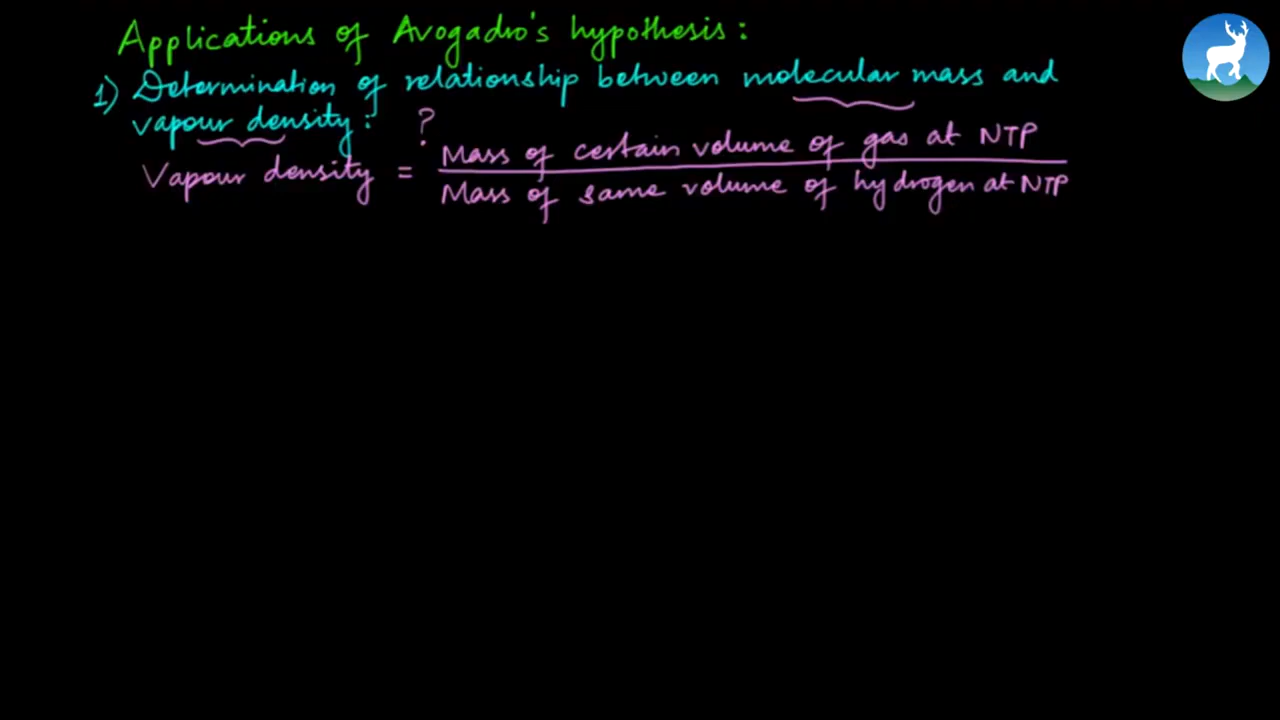 Applications of Avogadro's hypothesis:
1) Determination of relationship between molecular mass and
vapour density:
?
Vapour density = Mass of certain volume of gas at NTP
Mass of same volume of hydrogen at NTP